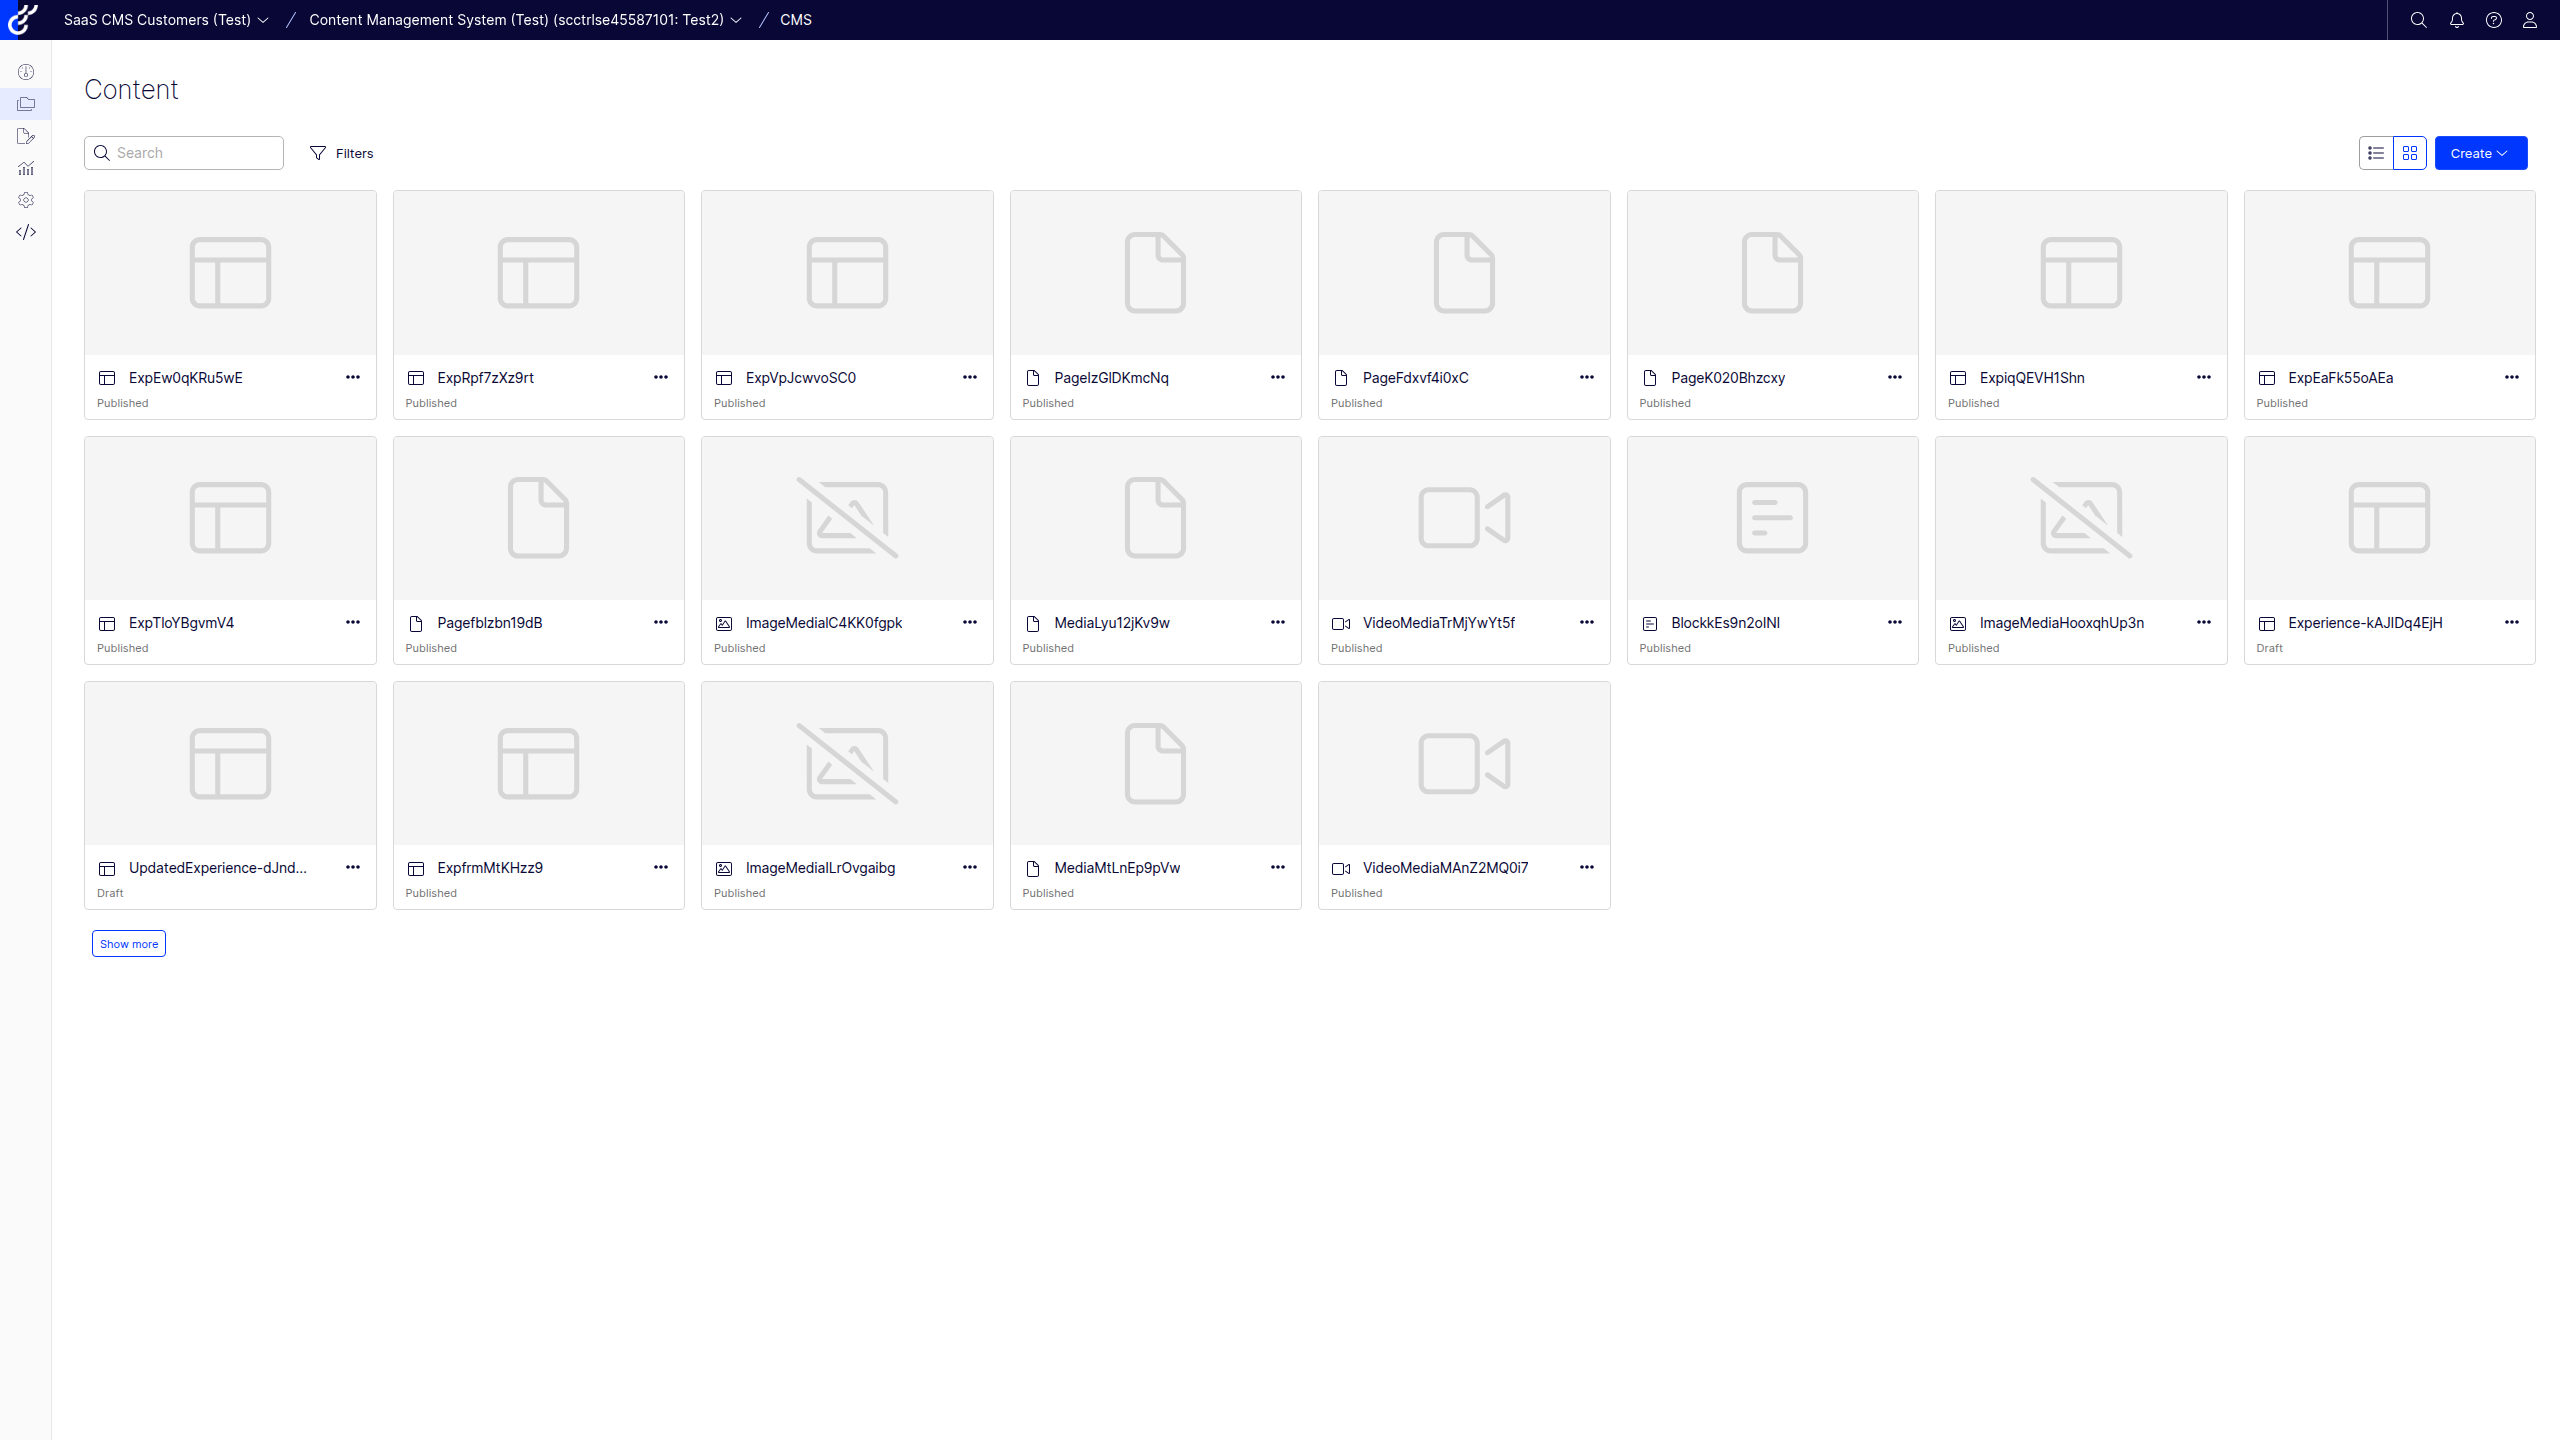 SaaS CMS Customers (Test) / Content Management System (Test) (scctrlse45587101: Test2) / CMS
Content
Search
Filters
Create
ExpEw0qKRu5wE
Published
ExpRpf7zXz9rt
Published
ExpVpJcwvoSC0
Published
PageIzGlDKmcNq
Published
PageFdxvf4i0xC
Published
PageK020Bhzcxy
Published
ExpiqQEVH1Shn
Published
ExpEaFk55oAEa
Published
ExpTloYBgvmV4
Published
Pagefblzbn19dB
Published
ImageMediaIC4KK0fgpk
Published
MediaLyu12jKv9w
Published
VideoMediaTrMjYwYt5f
Published
BlockkEs9n2oINI
Published
ImageMediaHooxqhUp3n
Published
Experience-kAJIDq4EjH
Draft
UpdatedExperience-dJnd...
Draft
ExpfrmMtKHzz9
Published
ImageMediaILrOvgaibg
Published
MediaMtLnEp9pVw
Published
VideoMediaMAnZ2MQ0i7
Published
Show more